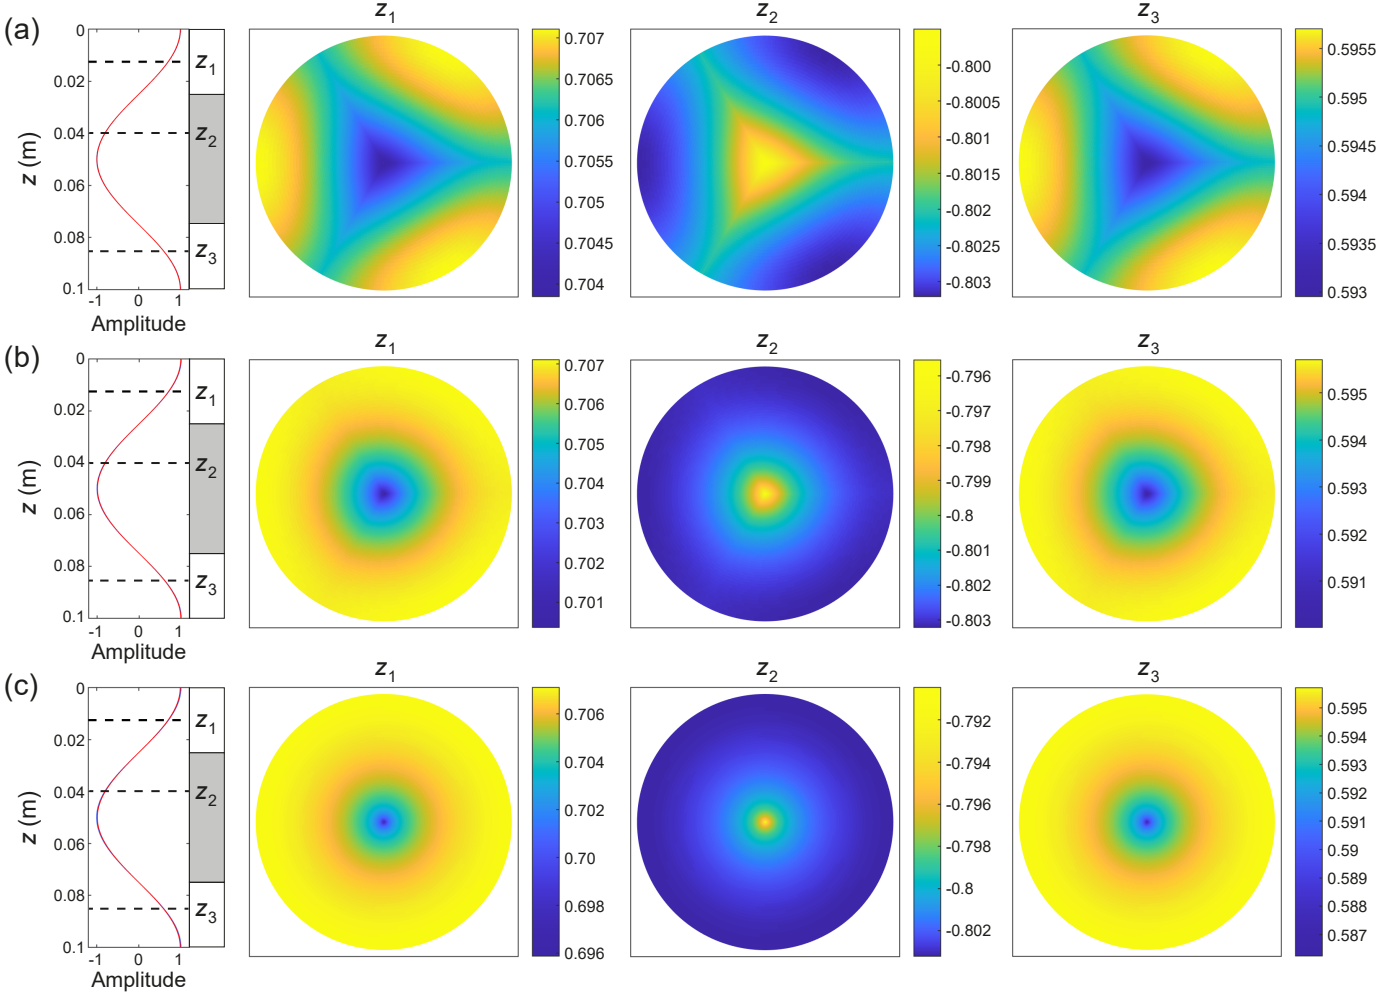 (a)
z (m)
0
0.02
0.04
0.06
0.08
0.1
-1 0 1
Amplitude
z1
z2
z3
z1
0.707
0.7065
0.706
0.7055
0.705
0.7045
0.704
z2
-0.800
-0.8005
-0.801
-0.8015
-0.802
-0.8025
-0.803
z3
0.5955
0.595
0.5945
0.594
0.5935
0.593
(b)
z (m)
0
0.02
0.04
0.06
0.08
0.1
-1 0 1
Amplitude
z1
z2
z3
z1
0.707
0.706
0.705
0.704
0.703
0.702
0.701
z2
-0.796
-0.797
-0.798
-0.799
-0.8
-0.801
-0.802
-0.803
z3
0.595
0.594
0.593
0.592
0.591
(c)
z (m)
0
0.02
0.04
0.06
0.08
0.1
-1 0 1
Amplitude
z1
z2
z3
z1
0.706
0.704
0.702
0.70
0.698
0.696
z2
-0.792
-0.794
-0.796
-0.798
-0.8
-0.802
z3
0.595
0.594
0.593
0.592
0.591
0.59
0.589
0.588
0.587